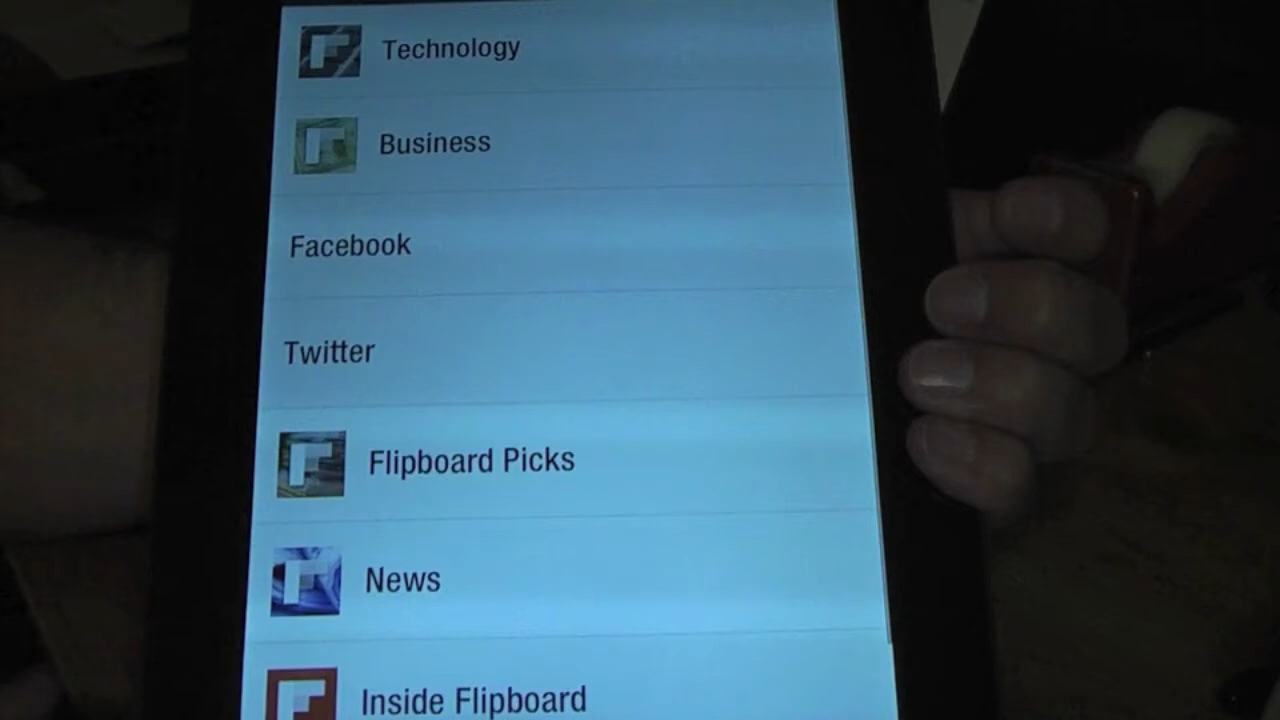 Technology
Business
Facebook
Twitter
Flipboard Picks
News
Inside Flipboard